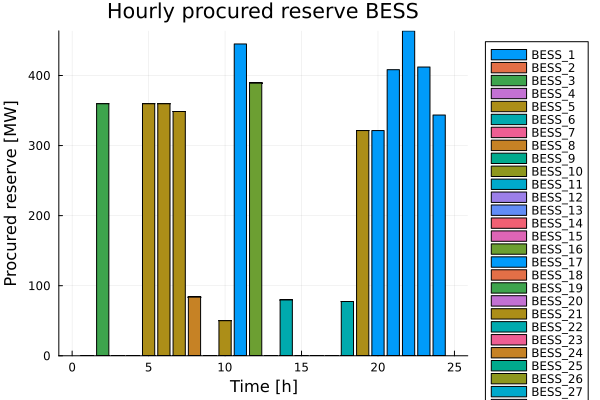 Hourly procured reserve BESS
Procured reserve [MW]
400
300
200
100
0
0 5 10 15 20 25
Time [h]
BESS_1
BESS_2
BESS_3
BESS_4
BESS_5
BESS_6
BESS_7
BESS_8
BESS_9
BESS_10
BESS_11
BESS_12
BESS_13
BESS_14
BESS_15
BESS_16
BESS_17
BESS_18
BESS_19
BESS_20
BESS_21
BESS_22
BESS_23
BESS_24
BESS_25
BESS_26
BESS_27